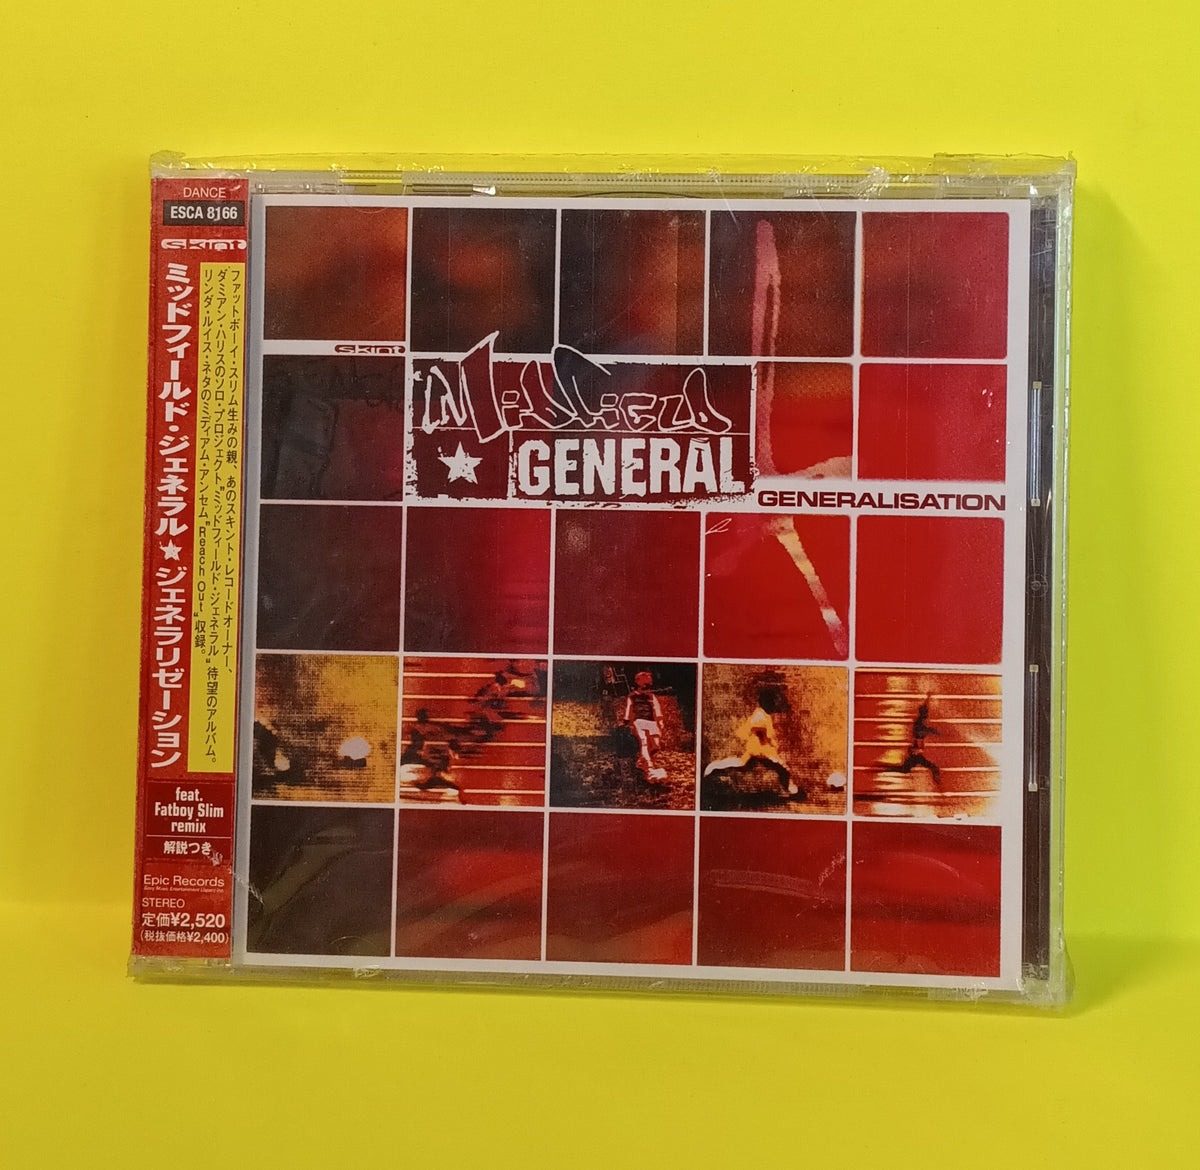 DANCE
ESCA 8166
skint
ミッドフィールド・ジェネラル★ジェネラリゼーション
ファットボーイ・スリム生みの親、あのスキント・レコードオーナー、
ダミアン・ハリスのソロ・プロジェクト"ミッドフィールド・ジェネラル"待望のアルバム。
リンダ・ルイス・ネタのミディアム・アンセム"Reach Out"収録。
feat.
Fatboy Slim
remix
解説つき
Epic Records
Sony Music Entertainment (Japan) Inc.
STEREO
定価¥2,520
(税抜価格¥2,400)
skint
MiDfieLD
GENERAL
GENERALISATION